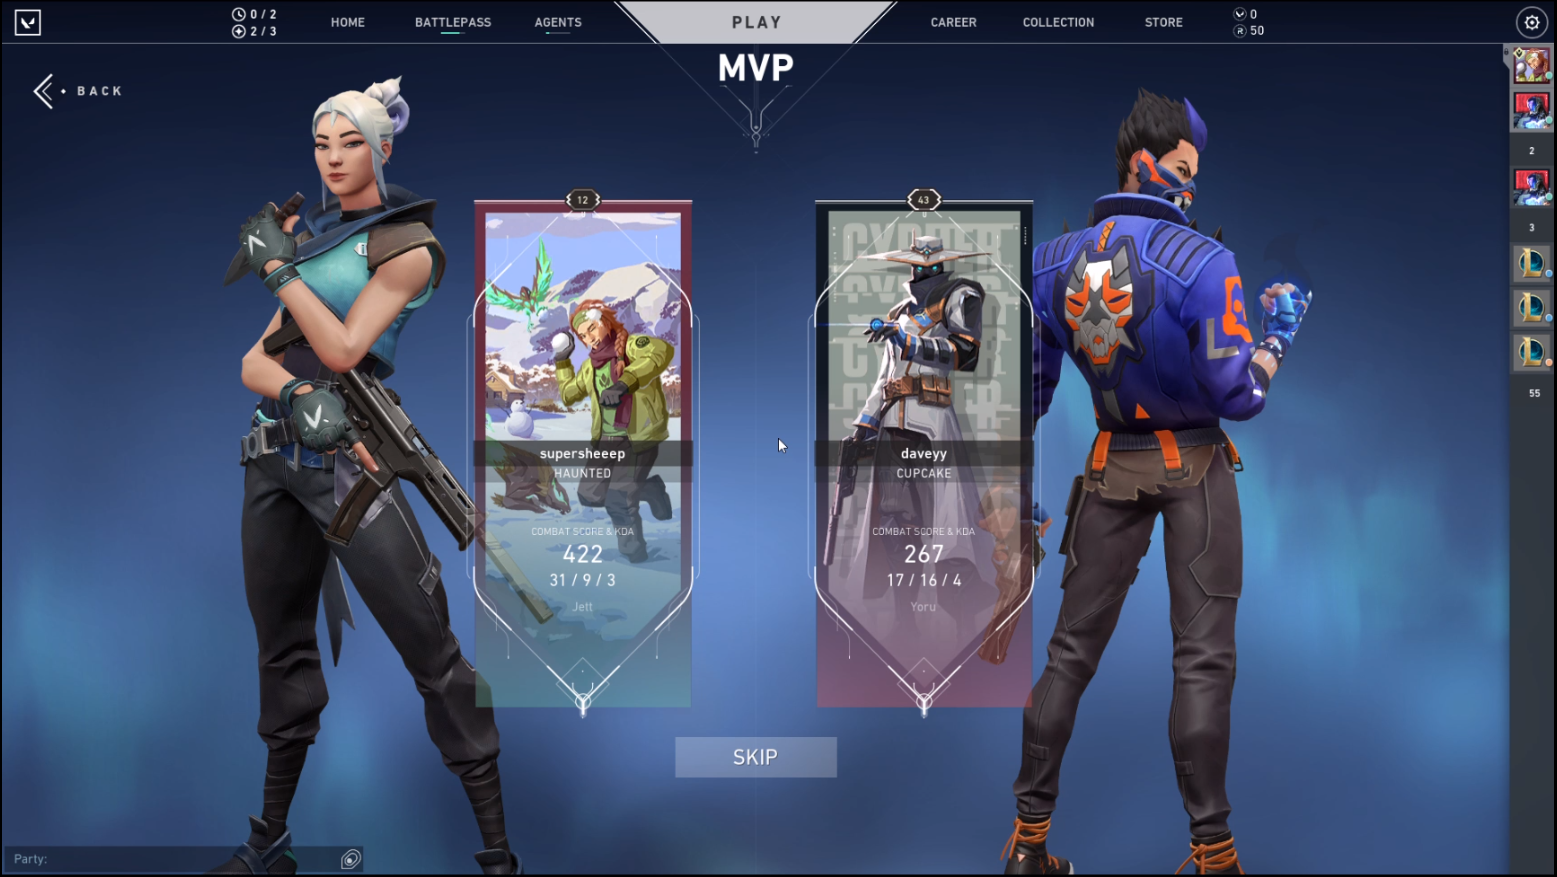 0 / 2
2 / 3
HOME
BATTLEPASS
AGENTS
PLAY
CAREER
COLLECTION
STORE
0
R 50
BACK
MVP
12
supersheeep
HAUNTED
COMBAT SCORE & KDA
422
31 / 9 / 3
Jett
43
CYPHER
daveyy
CUPCAKE
COMBAT SCORE & KDA
267
17 / 16 / 4
Yoru
SKIP
2
3
55
Party: